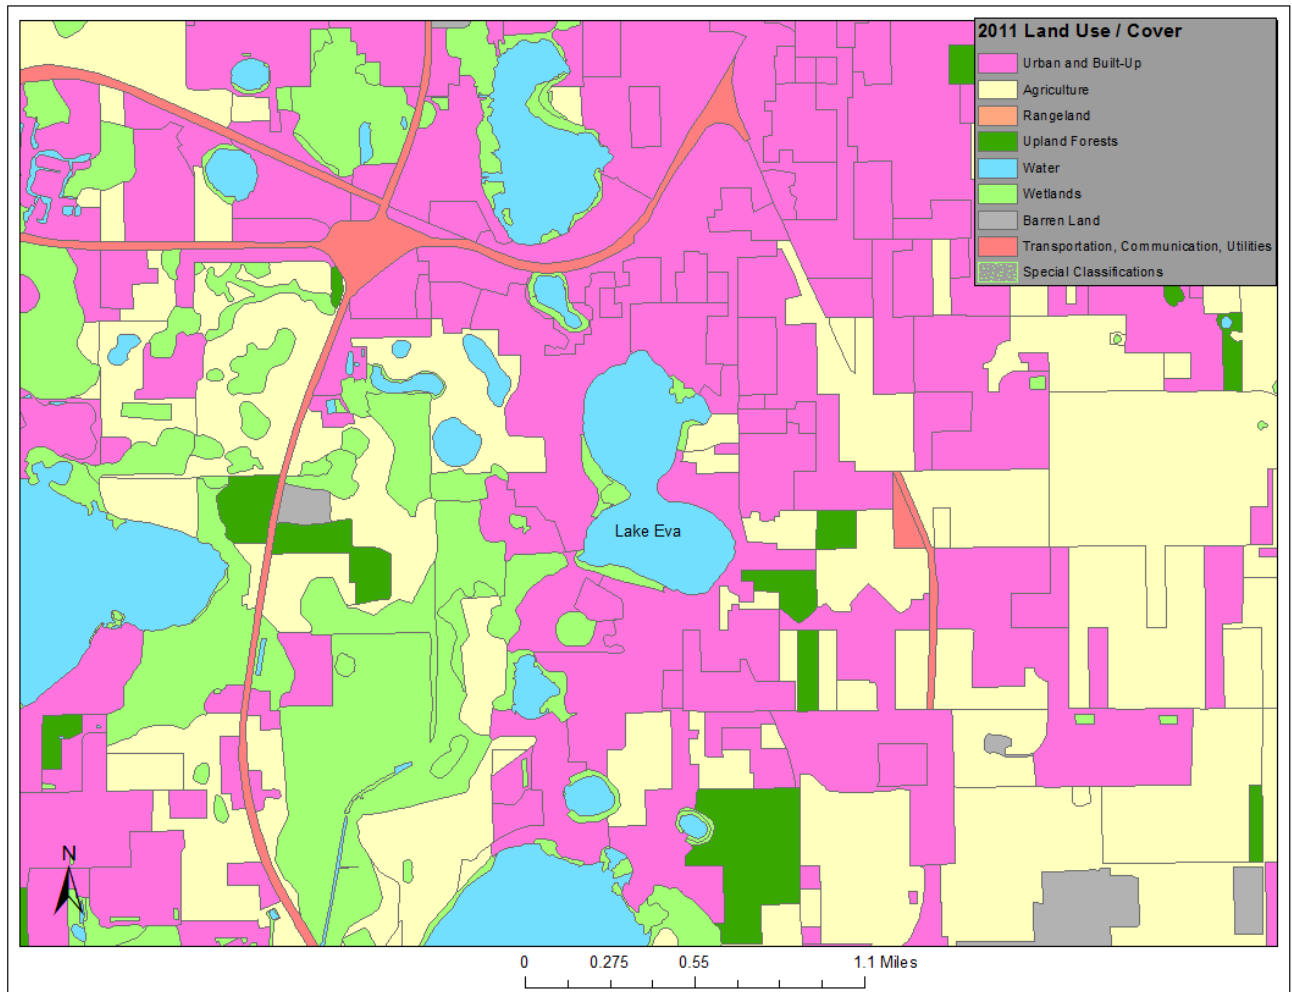 2011 Land Use / Cover
Urban and Built-Up
Agriculture
Rangeland
Upland Forests
Water
Wetlands
Barren Land
Transportation, Communication, Utilities
Special Classifications
Lake Eva
N
0 0.275 0.55 1.1 Miles